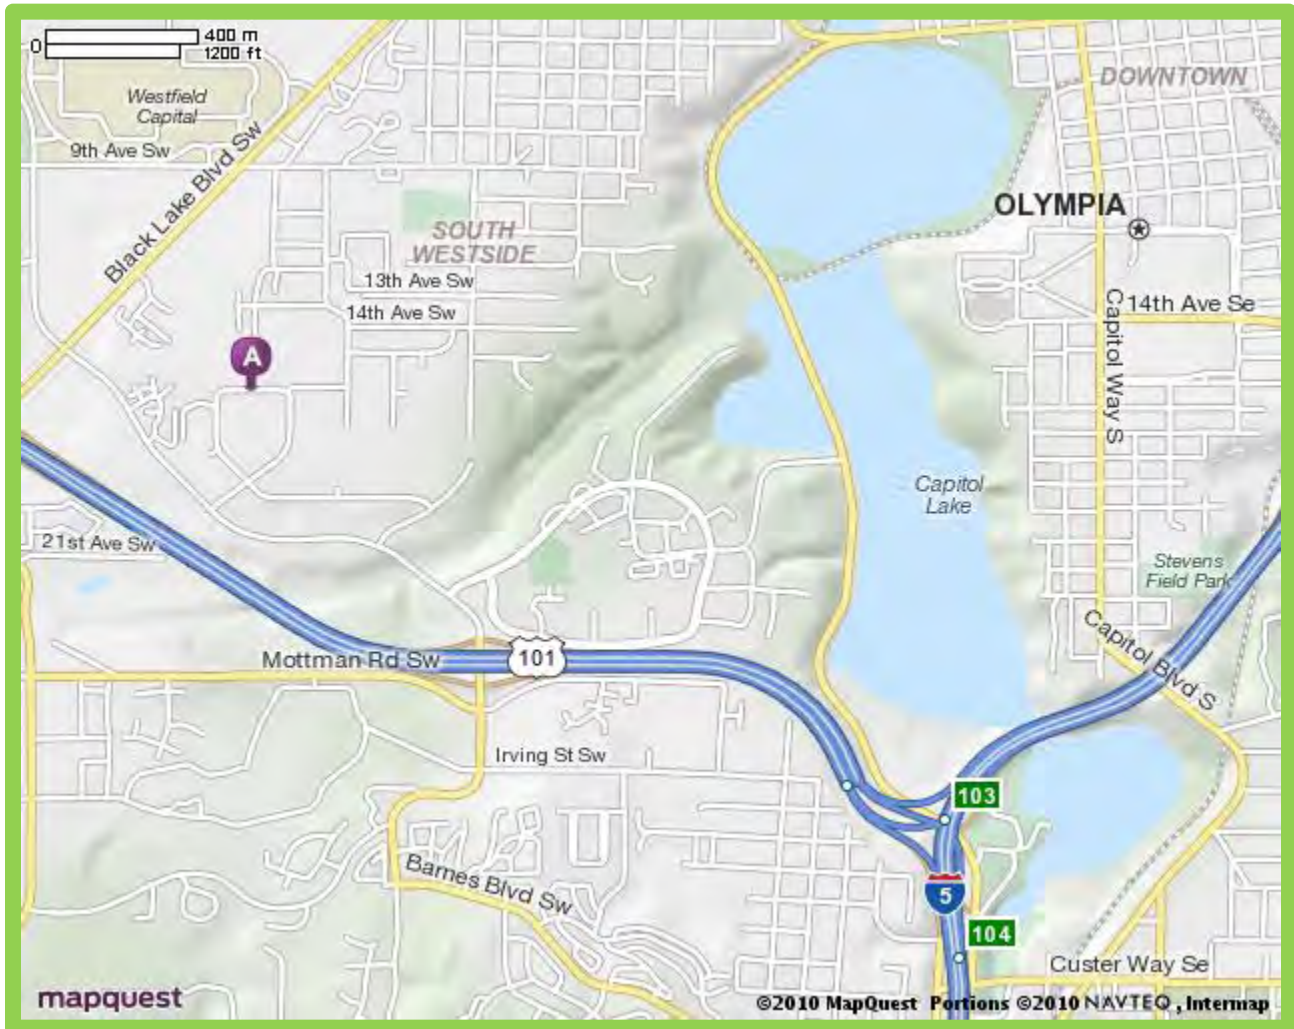 0
400 m
1200 ft
Westfield
Capital
DOWNTOWN
9th Ave Sw
Black Lake Blvd Sw
OLYMPIA
SOUTH
WESTSIDE
13th Ave Sw
14th Ave Sw
14th Ave Se
Capitol Way S
A
Capitol
Lake
21st Ave Sw
Stevens
Field Park
Capitol Blvd S
Mottman Rd Sw
101
Irving St Sw
103
Barnes Blvd Sw
5
104
Custer Way Se
mapquest
©2010 MapQuest Portions ©2010 NAVTEQ, Intermap